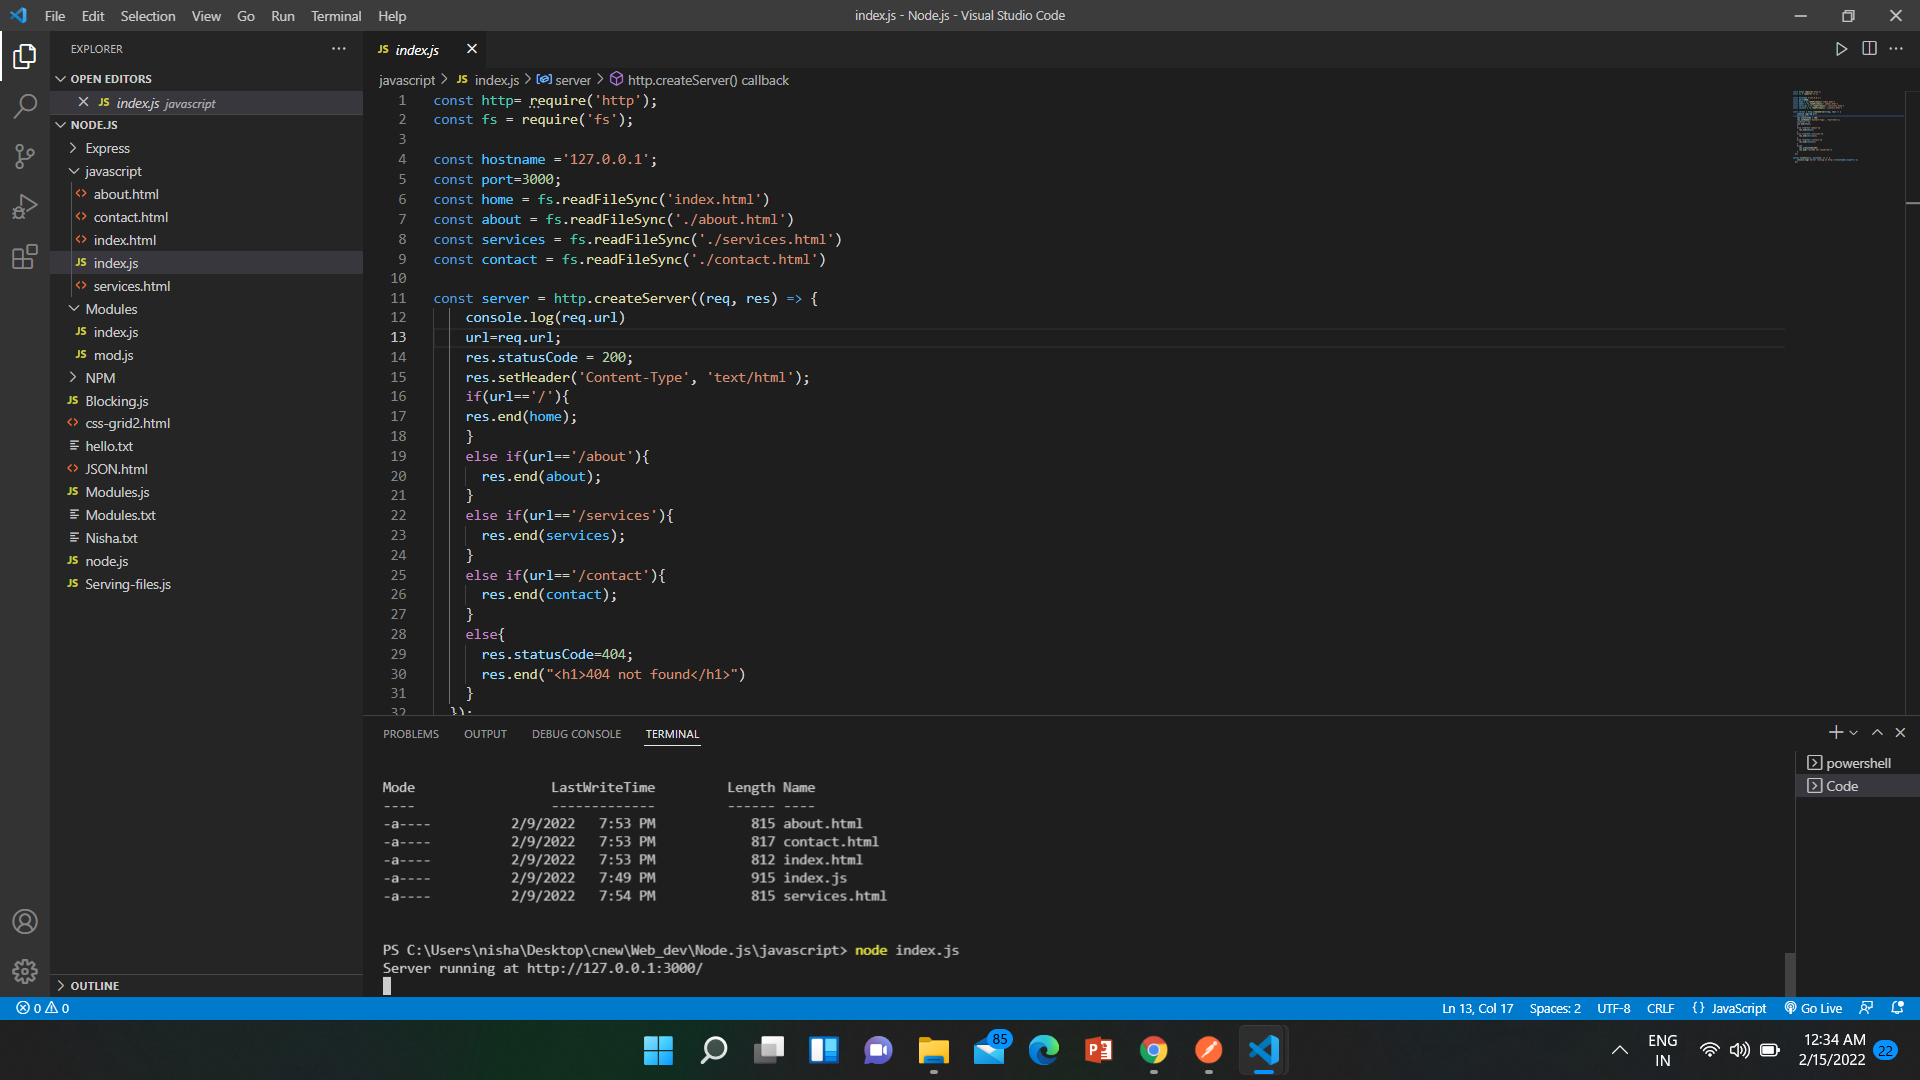 File Edit Selection View Go Run Terminal Help
index.js - Node.js - Visual Studio Code
EXPLORER
OPEN EDITORS
JS index.js javascript
NODE.JS
Express
javascript
about.html
contact.html
index.html
JS index.js
services.html
Modules
JS index.js
JS mod.js
NPM
JS Blocking.js
css-grid2.html
hello.txt
JSON.html
JS Modules.js
Modules.txt
Nisha.txt
JS node.js
JS Serving-files.js
OUTLINE
JS index.js
javascript > JS index.js > server > http.createServer() callback
1 const http= require('http');
2 const fs = require('fs');
3
4 const hostname ='127.0.0.1';
5 const port=3000;
6 const home = fs.readFileSync('index.html')
7 const about = fs.readFileSync('./about.html')
8 const services = fs.readFileSync('./services.html')
9 const contact = fs.readFileSync('./contact.html')
10
11 const server = http.createServer((req, res) => {
12 console.log(req.url)
13 url=req.url;
14 res.statusCode = 200;
15 res.setHeader('Content-Type', 'text/html');
16 if(url=='/'){
17 res.end(home);
18 }
19 else if(url=='/about'){
20 res.end(about);
21 }
22 else if(url=='/services'){
23 res.end(services);
24 }
25 else if(url=='/contact'){
26 res.end(contact);
27 }
28 else{
29 res.statusCode=404;
30 res.end("<h1>404 not found</h1>")
31 }
32 });
PROBLEMS OUTPUT DEBUG CONSOLE TERMINAL
powershell
Code
Mode LastWriteTime Length Name
---- ------------- ------ ----
-a---- 2/9/2022 7:53 PM 815 about.html
-a---- 2/9/2022 7:53 PM 817 contact.html
-a---- 2/9/2022 7:53 PM 812 index.html
-a---- 2/9/2022 7:49 PM 915 index.js
-a---- 2/9/2022 7:54 PM 815 services.html
PS C:\Users\nisha\Desktop\cnew\Web_dev\Node.js\javascript> node index.js
Server running at http://127.0.0.1:3000/
0 0
Ln 13, Col 17 Spaces: 2 UTF-8 CRLF {} JavaScript Go Live
85
ENG
IN
12:34 AM
2/15/2022
22